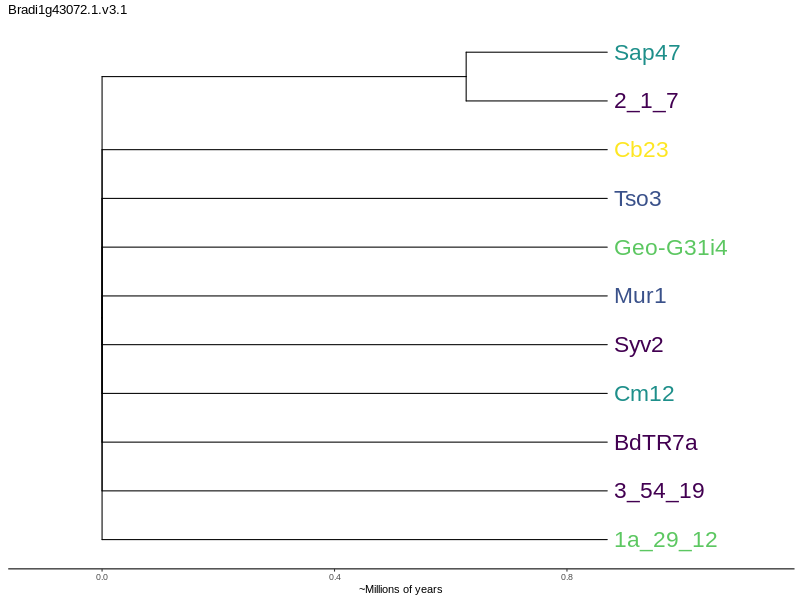 Bradi1g43072.1.v3.1
Sap47
2_1_7
Cb23
Tso3
Geo-G31i4
Mur1
Syv2
Cm12
BdTR7a
3_54_19
1a_29_12
0.0 0.4 0.8
~Millions of years